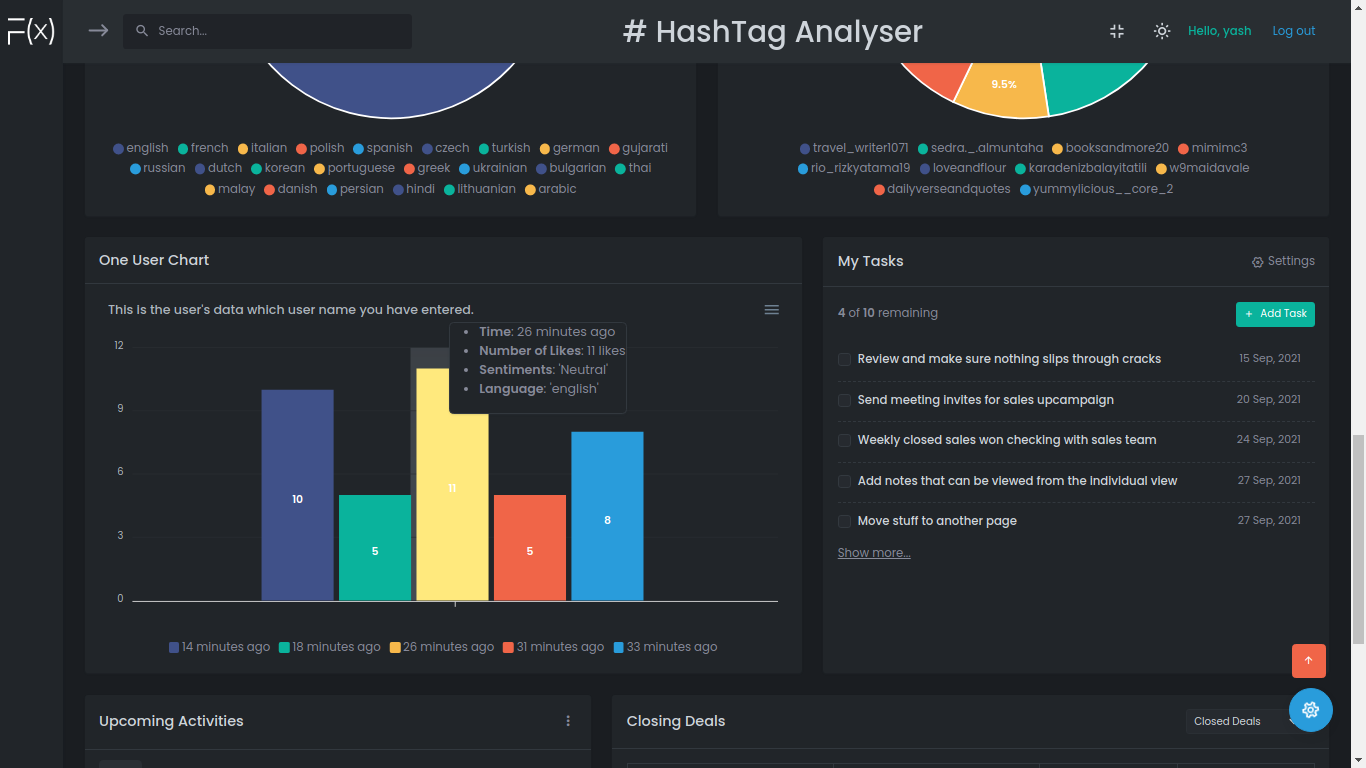 F(x)
Search...
# HashTag Analyser
Hello, yash
Log out
9.5%
english french italian polish spanish czech turkish german gujarati
russian dutch korean portuguese greek ukrainian bulgarian thai
malay danish persian hindi lithuanian arabic
travel_writer1071 sedra._.almuntaha booksandmore20 mimimc3
rio_rizkyatama19 loveandflour karadenizbalayitatili w9maidavale
dailyverseandquotes yummylicious__core_2
One User Chart
This is the user's data which user name you have entered.
Time: 26 minutes ago
Number of Likes: 11 likes
Sentiments: 'Neutral'
Language: 'english'
12
9
6
3
0
10
5
11
5
8
14 minutes ago 18 minutes ago 26 minutes ago 31 minutes ago 33 minutes ago
My Tasks
Settings
4 of 10 remaining
+ Add Task
Review and make sure nothing slips through cracks 15 Sep, 2021
Send meeting invites for sales upcampaign 20 Sep, 2021
Weekly closed sales won checking with sales team 24 Sep, 2021
Add notes that can be viewed from the individual view 27 Sep, 2021
Move stuff to another page 27 Sep, 2021
Show more...
Upcoming Activities
Closing Deals
Closed Deals